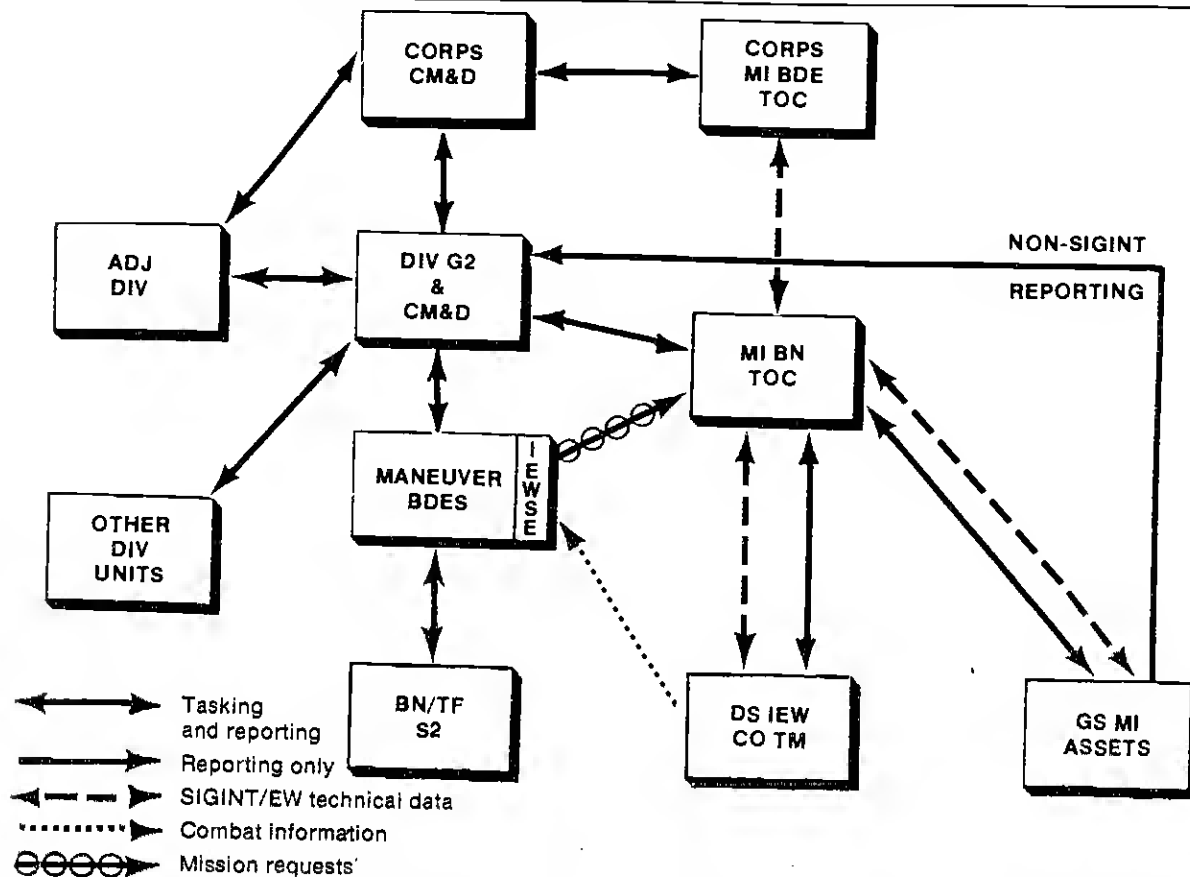 CORPS
CM&D
CORPS
MI BDE
TOC
ADJ
DIV
DIV G2
&
CM&D
NON-SIGINT
REPORTING
MI BN
TOC
MANEUVER
BDES
IEWSE
OTHER
DIV
UNITS
BN/TF
S2
DS IEW
CO TM
GS MI
ASSETS
Tasking
and reporting
Reporting only
SIGINT/EW technical data
Combat information
Mission requests